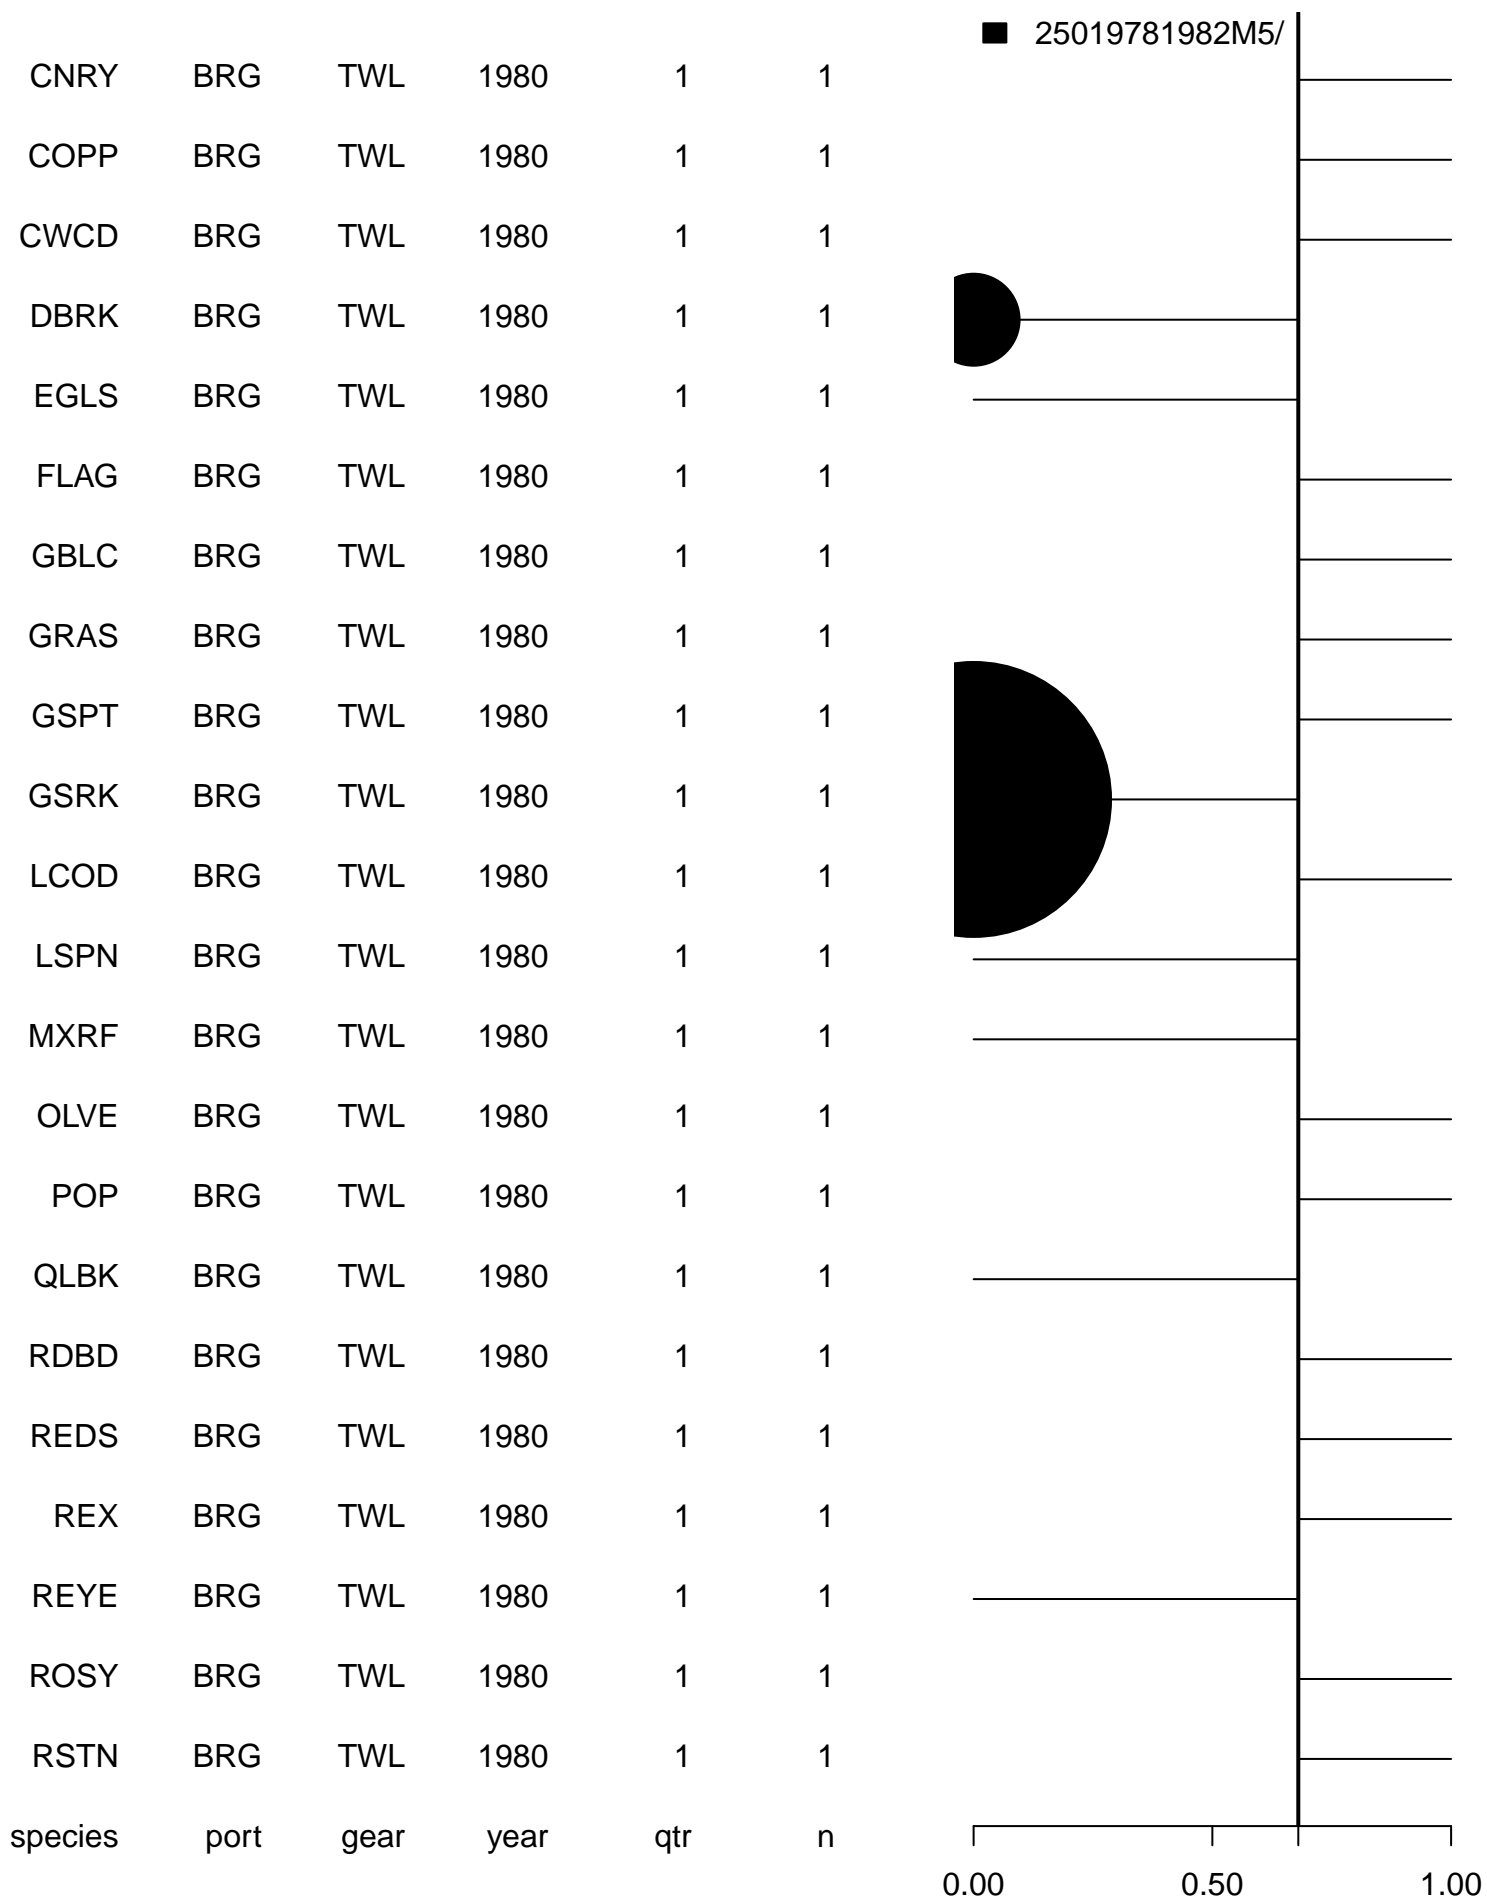 25019781982M5/
CNRY BRG TWL 1980 1 1
COPP BRG TWL 1980 1 1
CWCD BRG TWL 1980 1 1
DBRK BRG TWL 1980 1 1
EGLS BRG TWL 1980 1 1
FLAG BRG TWL 1980 1 1
GBLC BRG TWL 1980 1 1
GRAS BRG TWL 1980 1 1
GSPT BRG TWL 1980 1 1
GSRK BRG TWL 1980 1 1
LCOD BRG TWL 1980 1 1
LSPN BRG TWL 1980 1 1
MXRF BRG TWL 1980 1 1
OLVE BRG TWL 1980 1 1
POP BRG TWL 1980 1 1
QLBK BRG TWL 1980 1 1
RDBD BRG TWL 1980 1 1
REDS BRG TWL 1980 1 1
REX BRG TWL 1980 1 1
REYE BRG TWL 1980 1 1
ROSY BRG TWL 1980 1 1
RSTN BRG TWL 1980 1 1
species port gear year qtr n
0.00 0.50 1.00